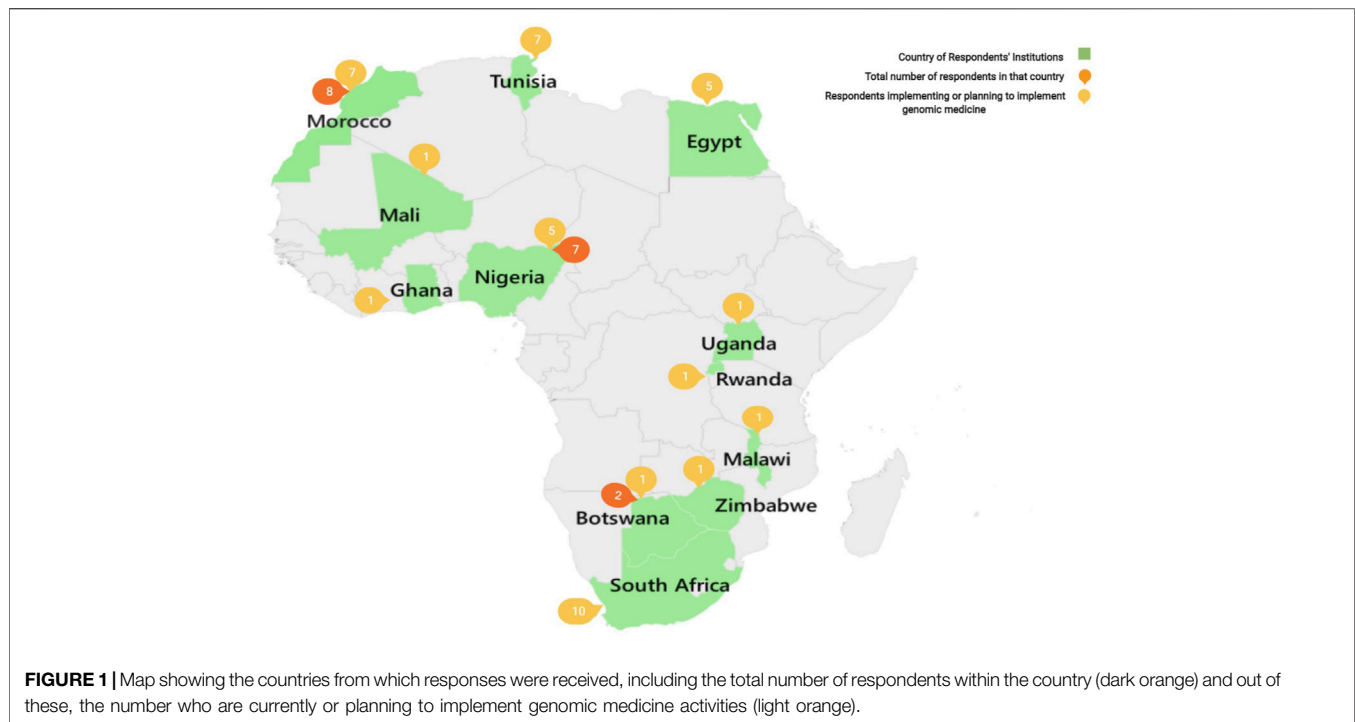 7
Country of Respondents' Institutions
Total number of respondents in that country
Respondents implementing or planning to implement
genomic medicine
7
8
Tunisia
5
Morocco
Egypt
1
Mali
5
7
Nigeria
Ghana
1
1
Uganda
1
Rwanda
1
Malawi
1
1
2
Zimbabwe
Botswana
South Africa
10
FIGURE 1 | Map showing the countries from which responses were received, including the total number of respondents within the country (dark orange) and out of
these, the number who are currently or planning to implement genomic medicine activities (light orange).